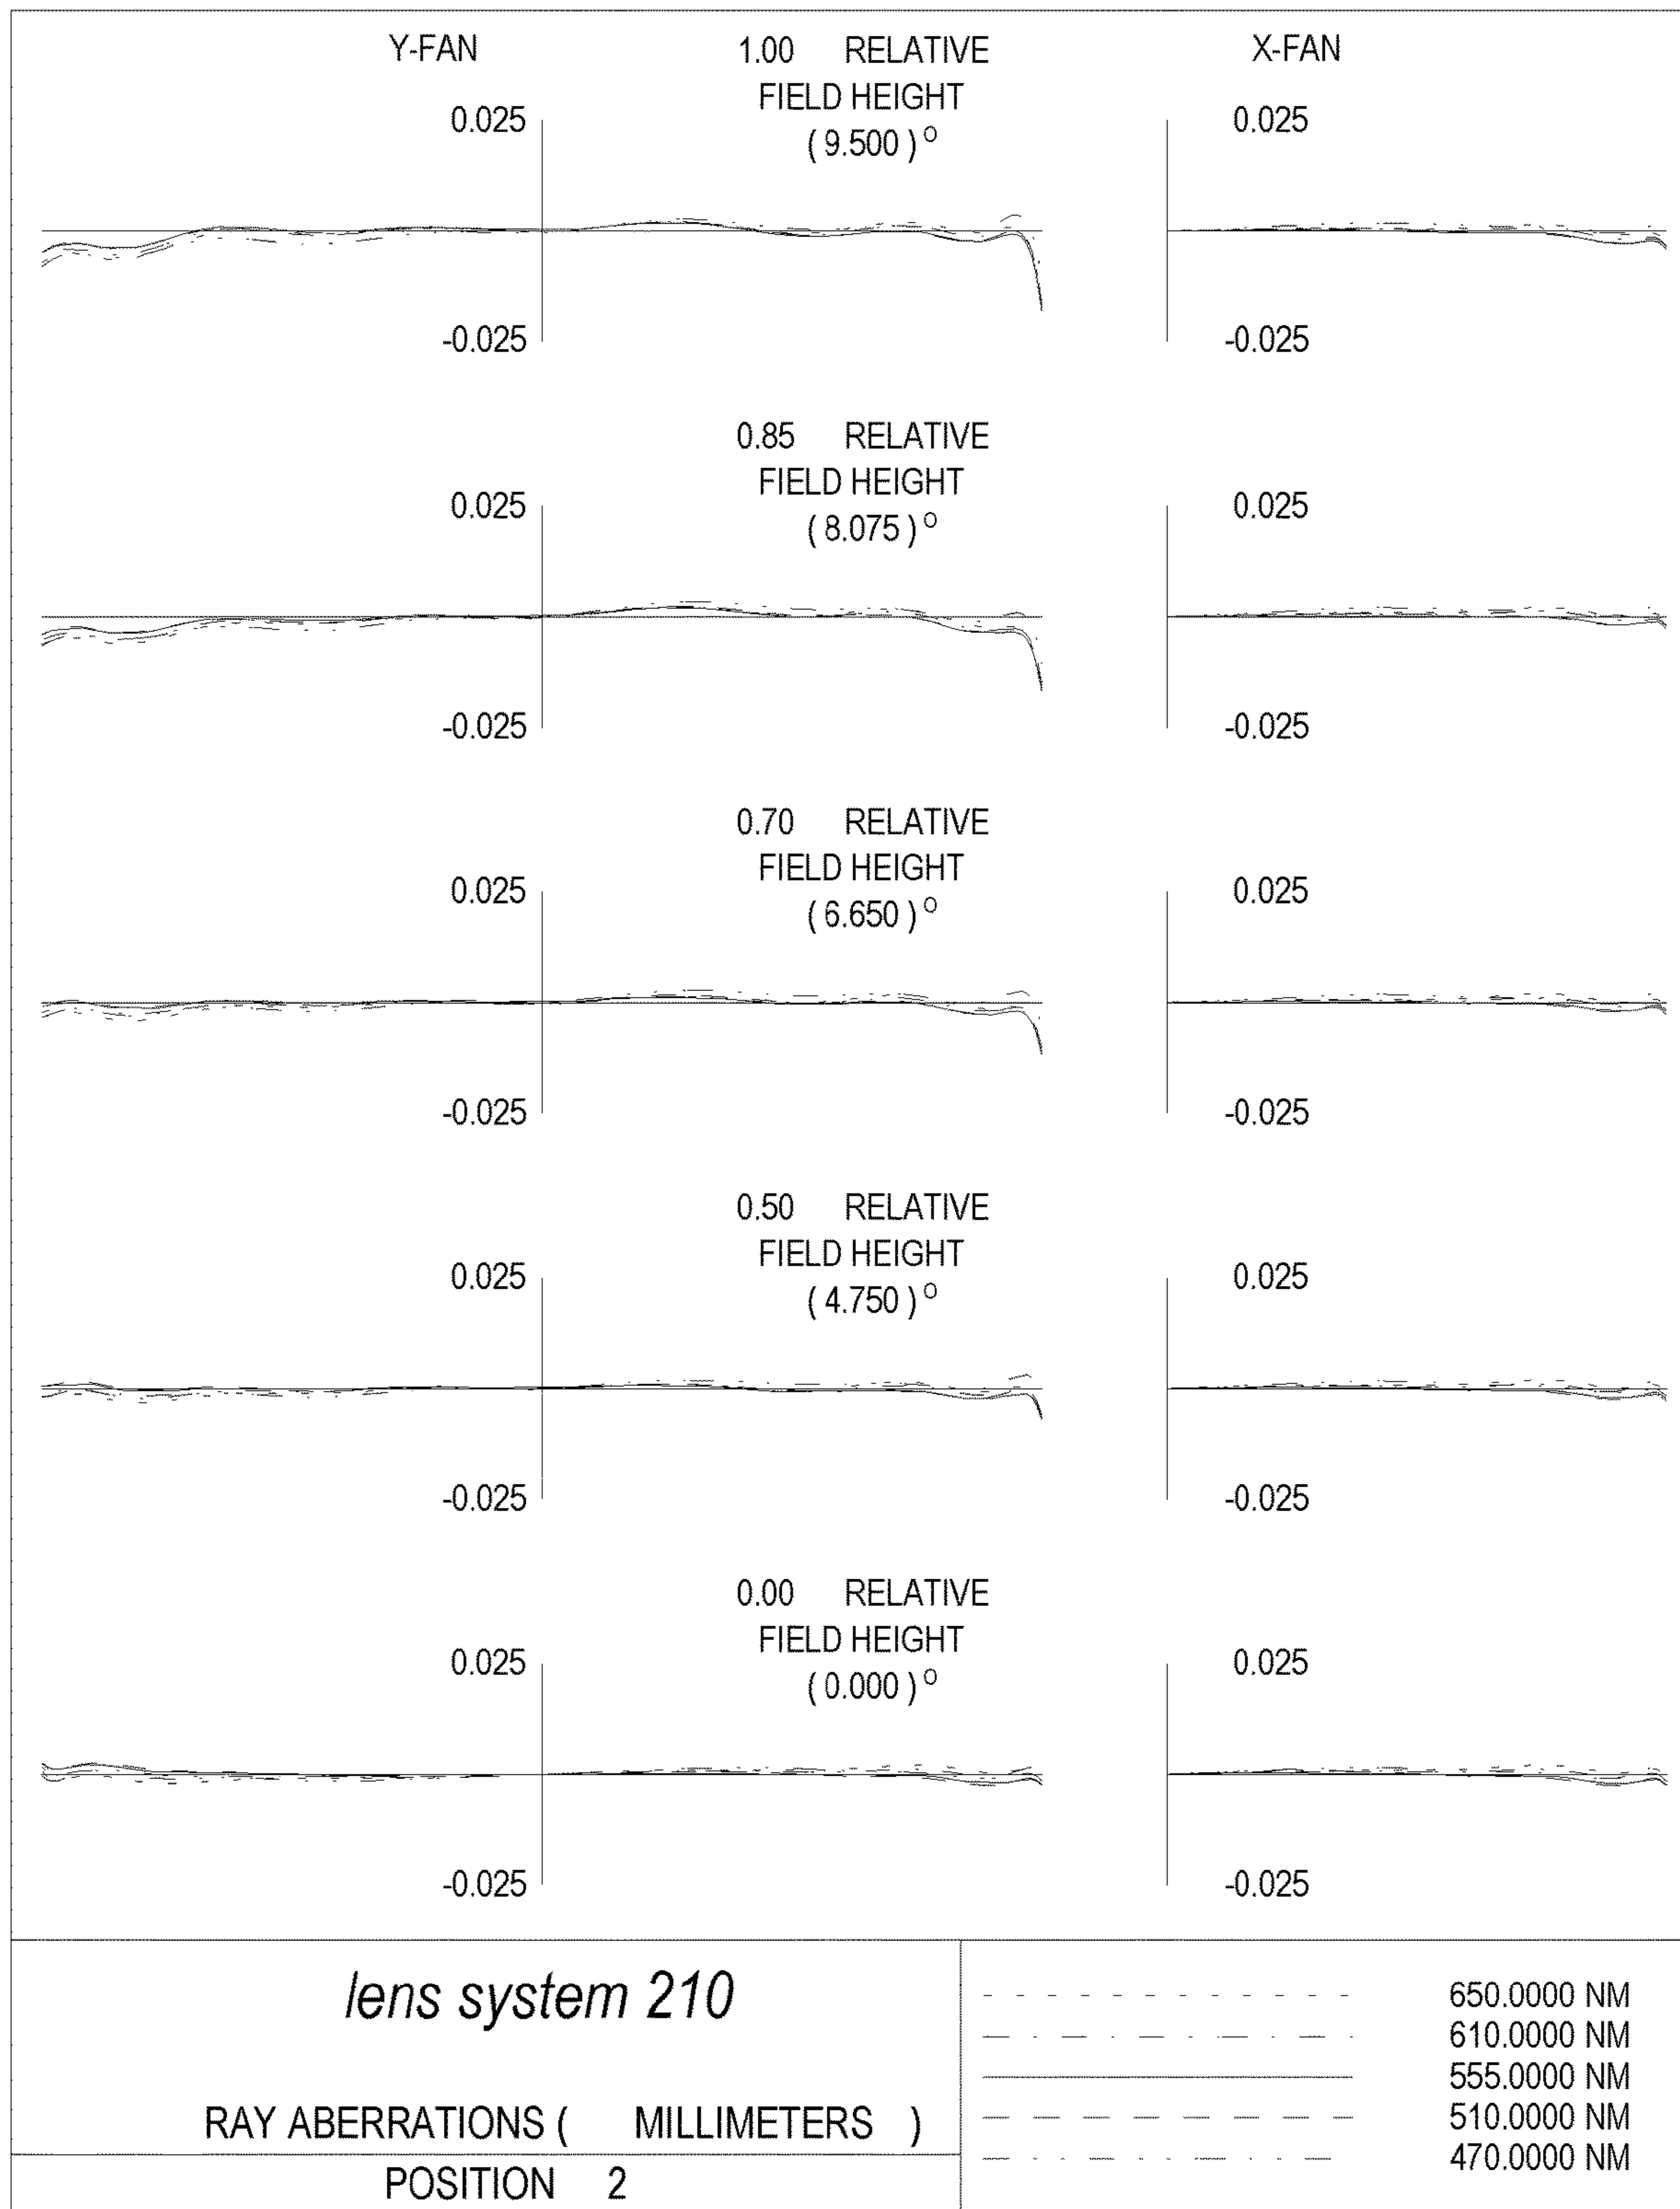 Y-FAN 1.00 RELATIVE X-FAN
FIELD HEIGHT
0.025 ( 9.500 ) O 0.025
-0.025 -0.025
0.85 RELATIVE
FIELD HEIGHT
0.025 ( 8.075 ) O 0.025
-0.025 -0.025
0.70 RELATIVE
FIELD HEIGHT
0.025 ( 6.650 ) O 0.025
-0.025 -0.025
0.50 RELATIVE
FIELD HEIGHT
0.025 ( 4.750 ) O 0.025
-0.025 -0.025
0.00 RELATIVE
FIELD HEIGHT
0.025 ( 0.000 ) O 0.025
-0.025 -0.025
lens system 210
RAY ABERRATIONS ( MILLIMETERS )
POSITION 2
650.0000 NM
610.0000 NM
555.0000 NM
510.0000 NM
470.0000 NM